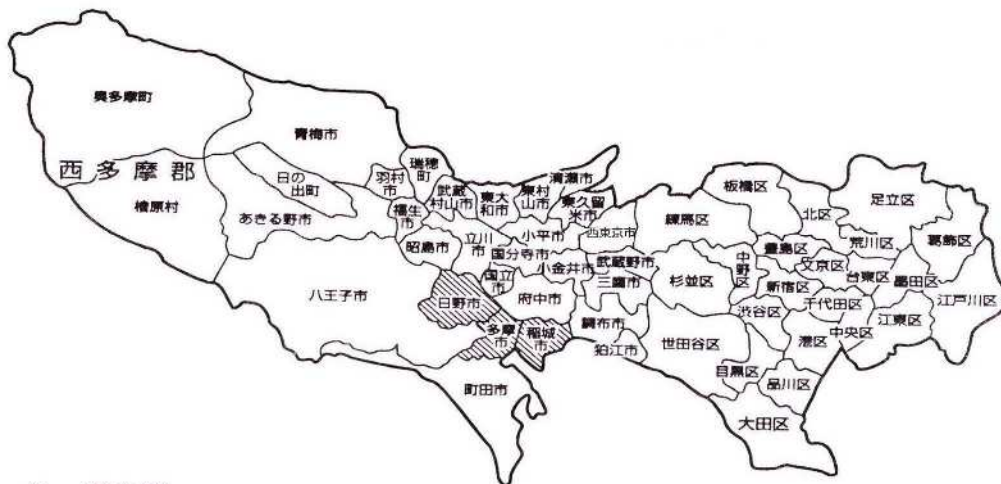 奥多摩町
青梅市
西多摩郡
日の
出町
檜原村
あきる野市
羽村
市
瑞穂
町
福生
市
武蔵
村山市
東大
和市
東村
山市
清瀬市
東久留
米市
昭島市
立川
市
小平市
西東京市
国分寺市
小金井市
武蔵野市
三鷹市
国立
市
府中市
八王子市
日野市
多摩
市
稲城
市
調布市
狛江市
町田市
板橋区
北区
足立区
練馬区
豊島区
荒川区
葛飾区
中野区
文京区
台東区
墨田区
杉並区
新宿区
千代田区
江戸川区
渋谷区
中央区
江東区
世田谷区
港区
目黒区
品川区
大田区